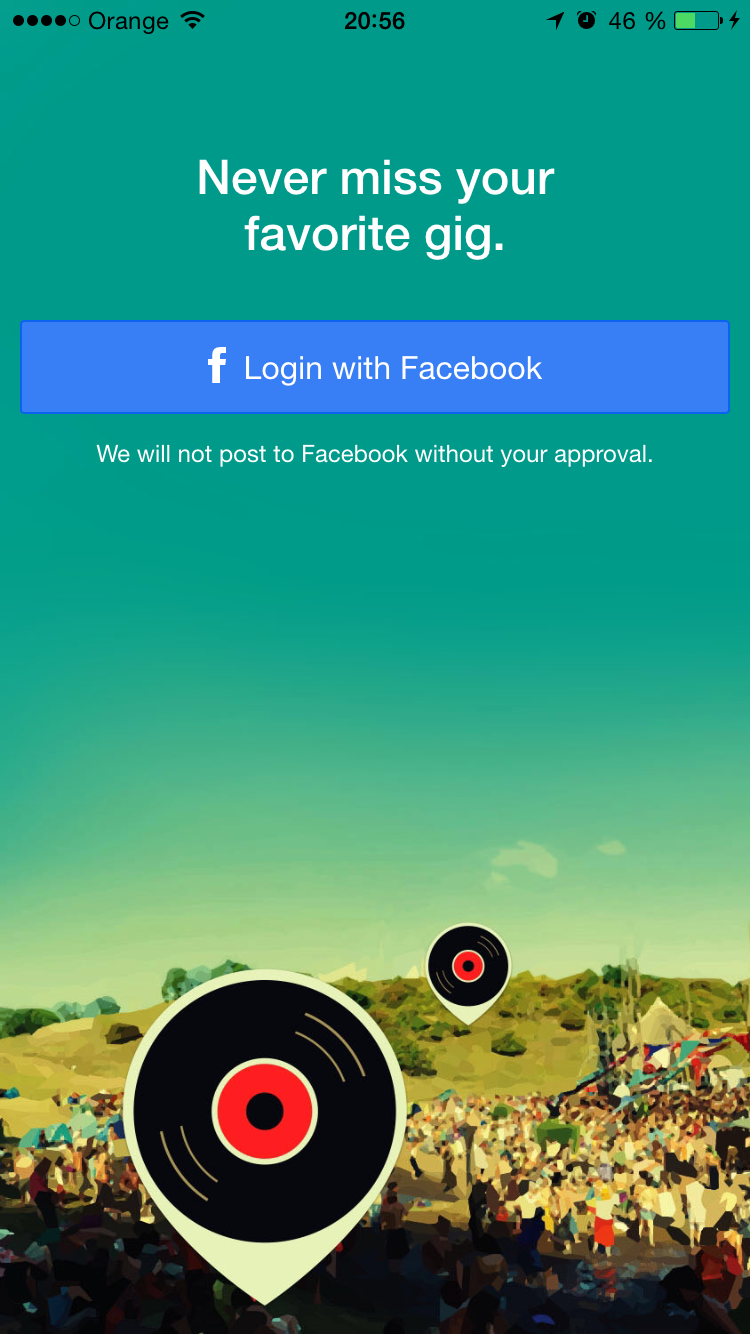 Orange 20:56 46 %
Never miss your
favorite gig.
f Login with Facebook
We will not post to Facebook without your approval.